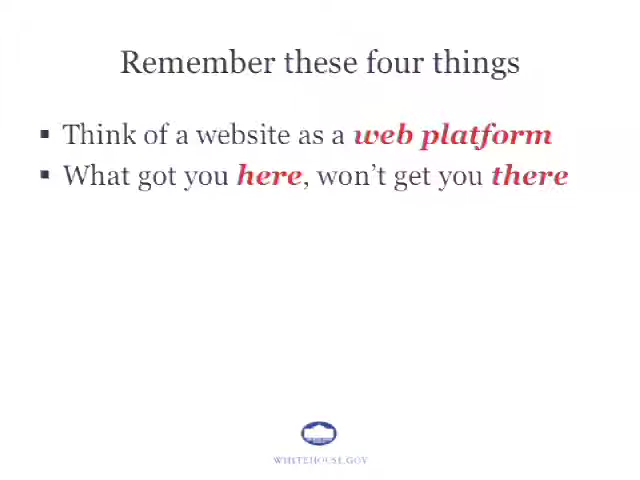 Remember these four things
▪ Think of a website as a web platform
▪ What got you here, won't get you there
WHITEHOUSE.GOV